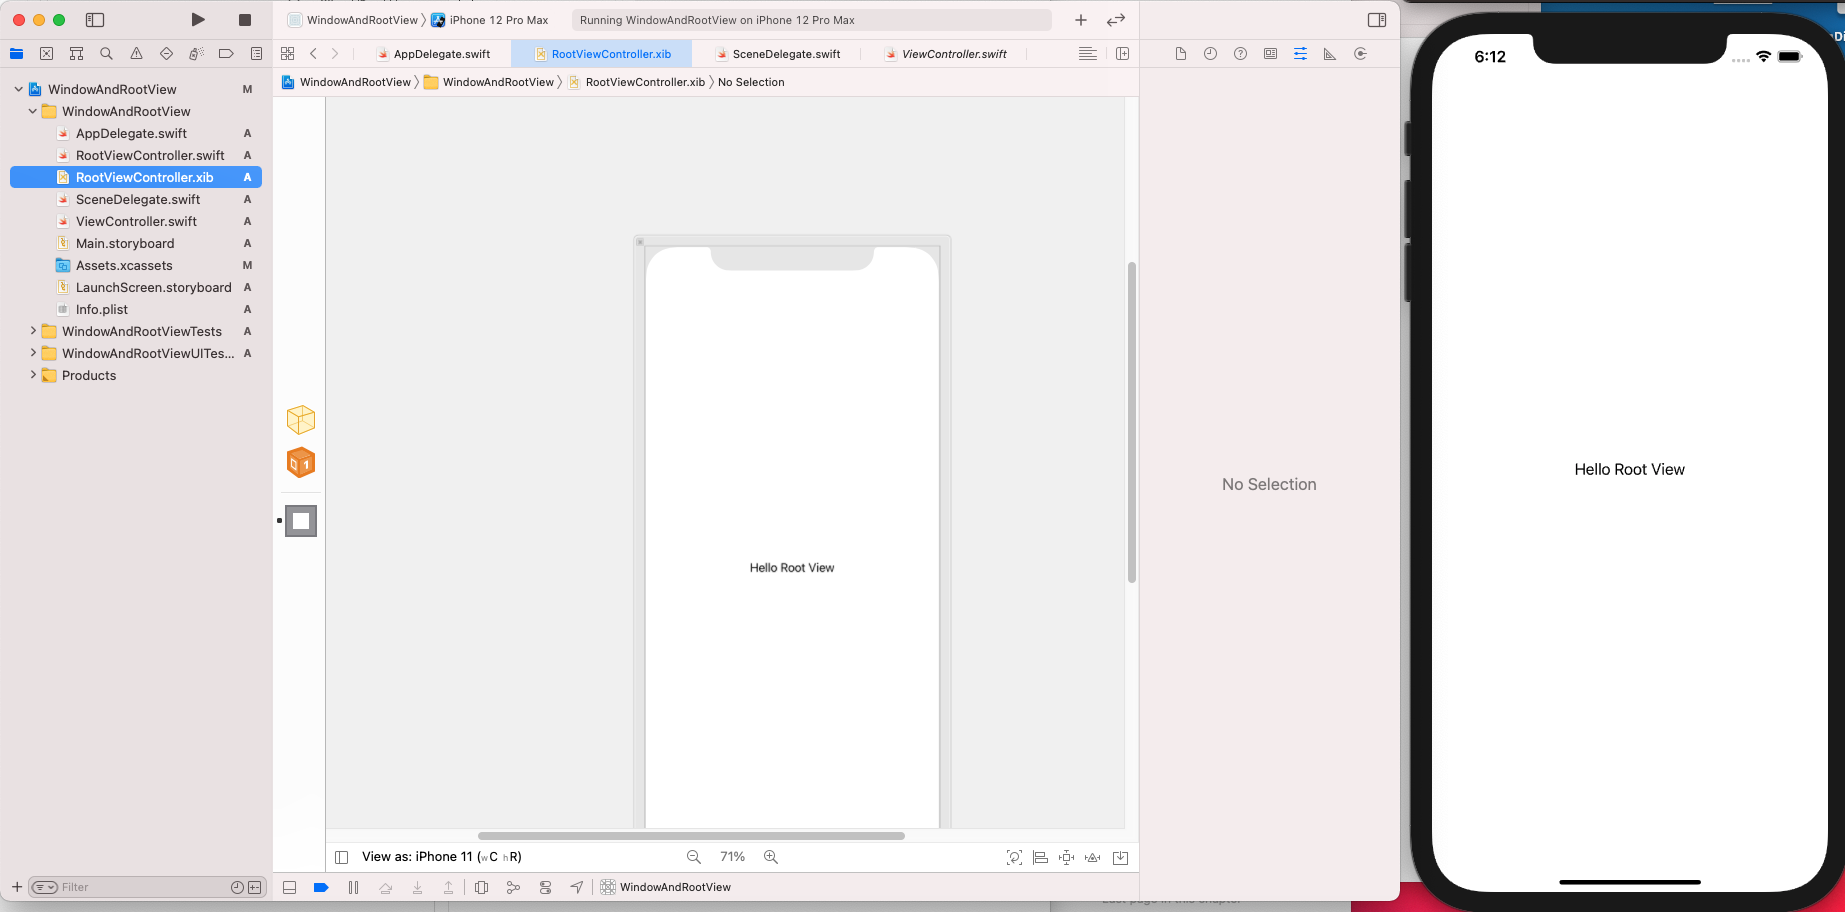 WindowAndRootView
iPhone 12 Pro Max
Running WindowAndRootView on iPhone 12 Pro Max
AppDelegate.swift
RootViewController.xib
SceneDelegate.swift
ViewController.swift
WindowAndRootView
WindowAndRootView
RootViewController.xib
No Selection
WindowAndRootView M
WindowAndRootView
AppDelegate.swift A
RootViewController.swift A
RootViewController.xib A
SceneDelegate.swift A
ViewController.swift A
Main.storyboard A
Assets.xcassets M
LaunchScreen.storyboard A
Info.plist A
WindowAndRootViewTests A
WindowAndRootViewUITes... A
Products
Filter
1
Hello Root View
View as: iPhone 11 (wC hR)
71%
WindowAndRootView
No Selection
6:12
Hello Root View